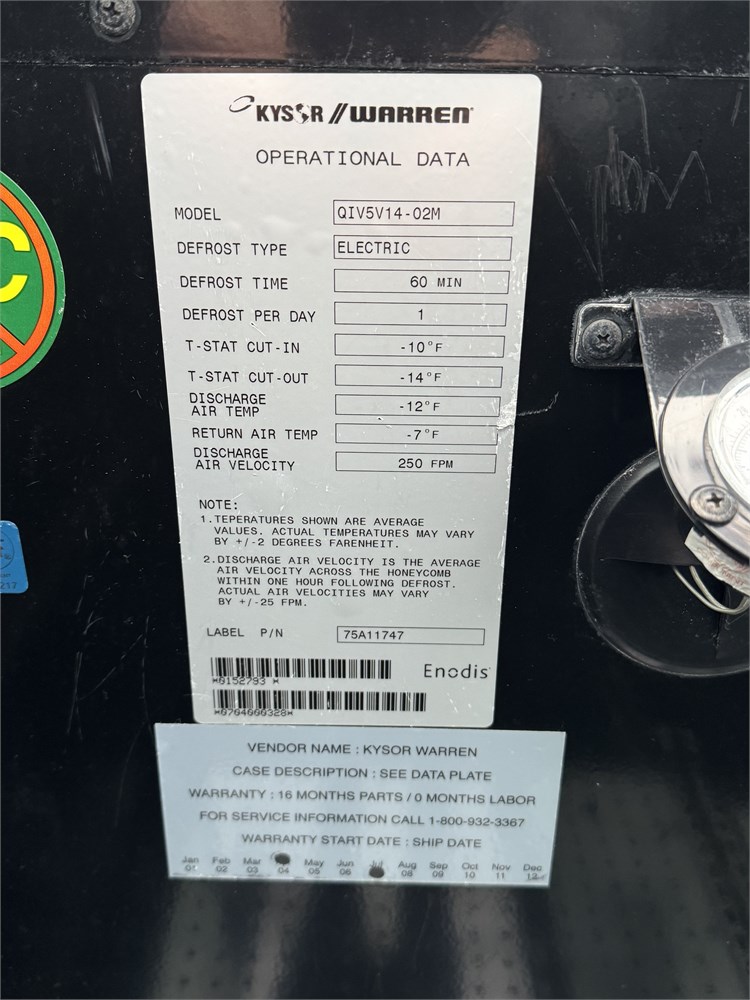 KYSOR//WARREN
OPERATIONAL DATA
MODEL QIV5V14-02M
DEFROST TYPE ELECTRIC
DEFROST TIME 60 MIN
DEFROST PER DAY 1
T-STAT CUT-IN -10°F
T-STAT CUT-OUT -14°F
DISCHARGE
AIR TEMP -12°F
RETURN AIR TEMP -7°F
DISCHARGE
AIR VELOCITY 250 FPM
NOTE:
1.TEPERATURES SHOWN ARE AVERAGE
VALUES. ACTUAL TEMPERATURES MAY VARY
BY +/-2 DEGREES FARENHEIT.
2.DISCHARGE AIR VELOCITY IS THE AVERAGE
AIR VELOCITY ACROSS THE HONEYCOMB
WITHIN ONE HOUR FOLLOWING DEFROST.
ACTUAL AIR VELOCITIES MAY VARY
BY +/-25 FPM.
LABEL P/N 75A11747
*0152793 *
Enodis
*0704000328*
VENDOR NAME : KYSOR WARREN
CASE DESCRIPTION : SEE DATA PLATE
WARRANTY : 16 MONTHS PARTS / 0 MONTHS LABOR
FOR SERVICE INFORMATION CALL 1-800-932-3367
WARRANTY START DATE : SHIP DATE
Jan Feb Mar May Jun Jul Aug Sep Oct Nov Dec
01 02 03 04 05 06 08 09 10 11 12
C
217